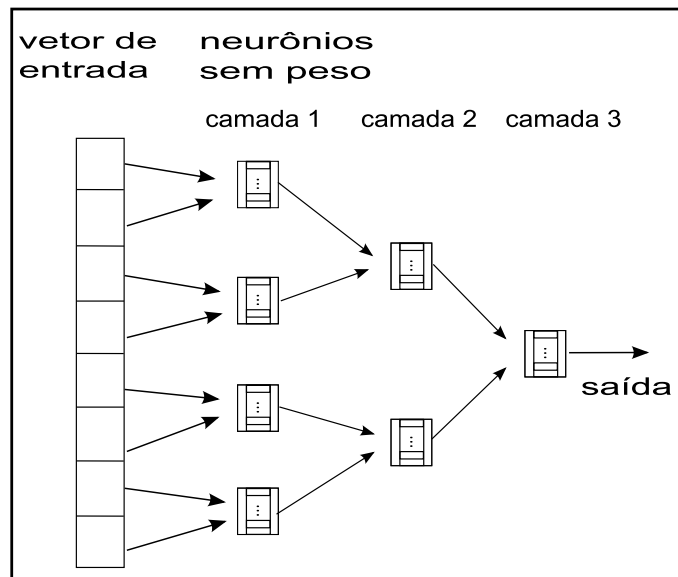 vetor de
entrada
neurônios
sem peso
camada 1
camada 2
camada 3
saída